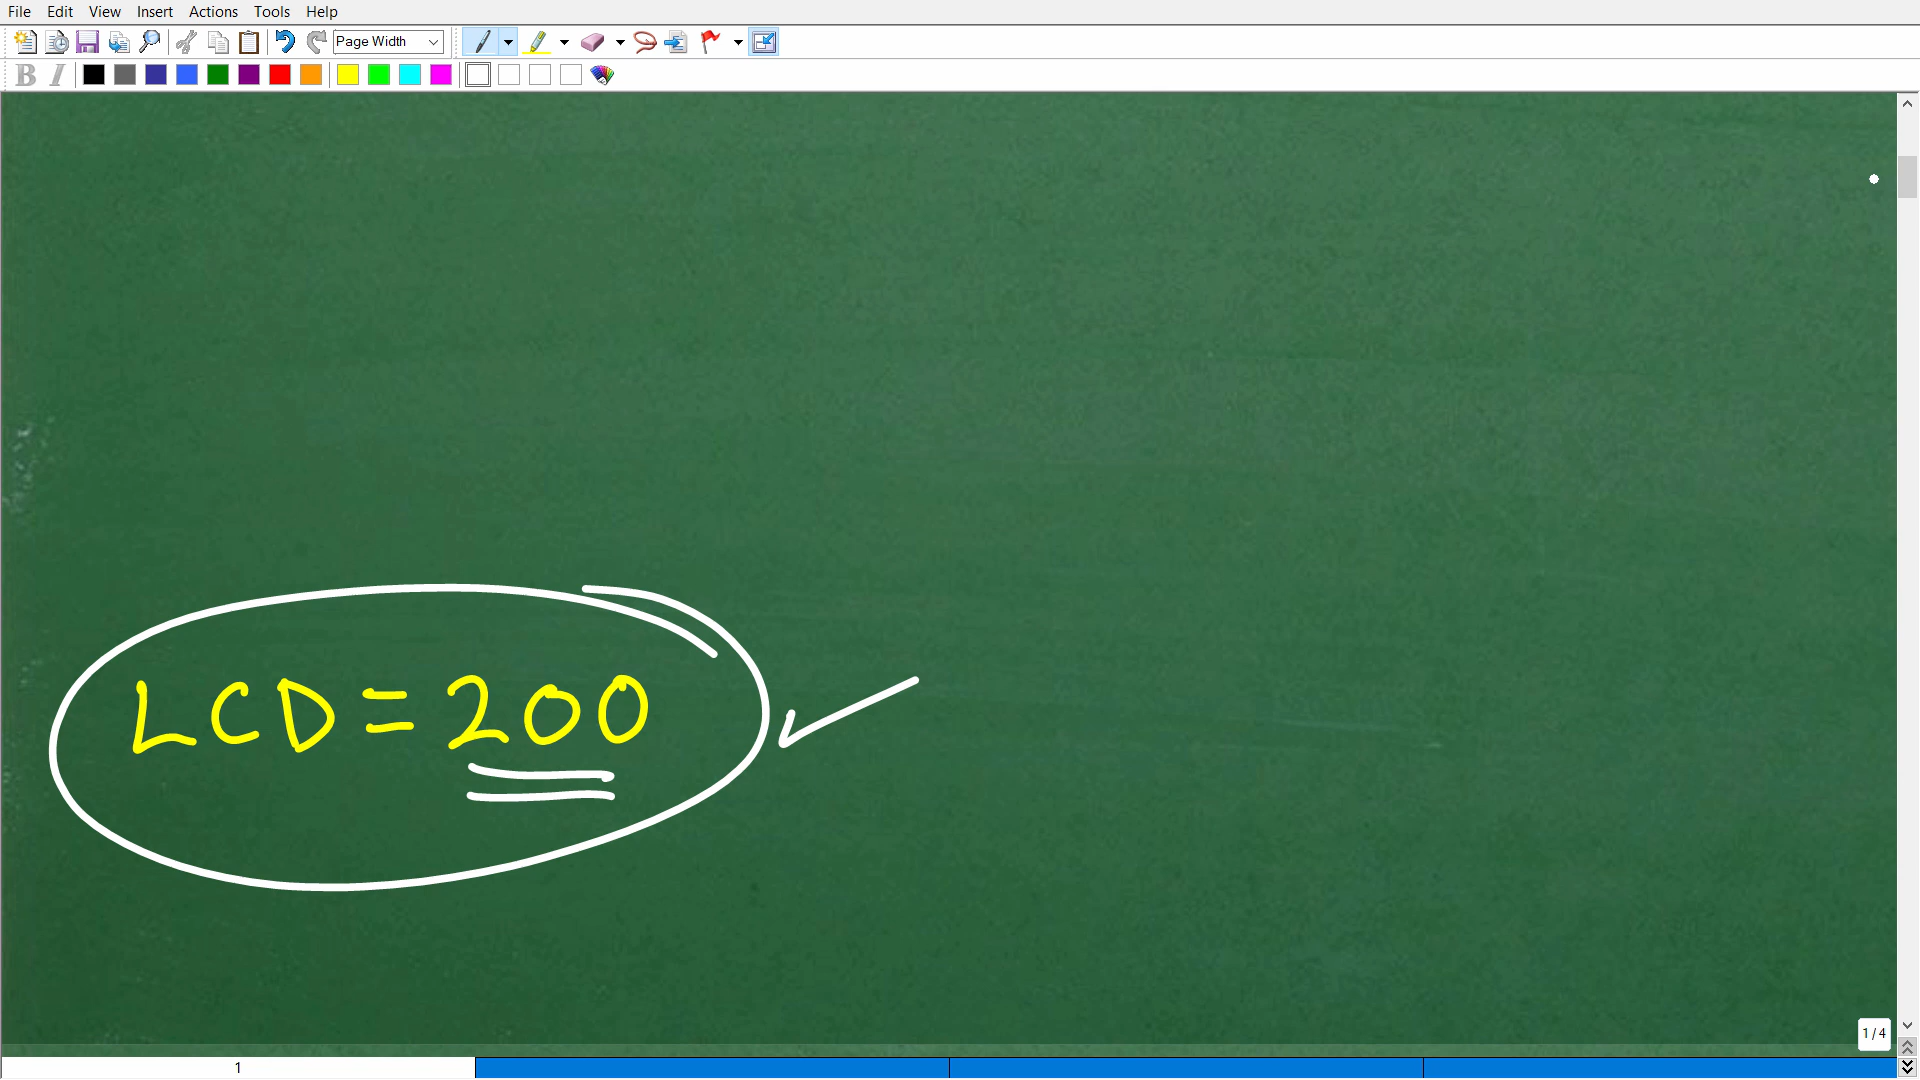 File Edit View Insert Actions Tools Help
Page Width
B I
LCD = 200
1 / 4
1